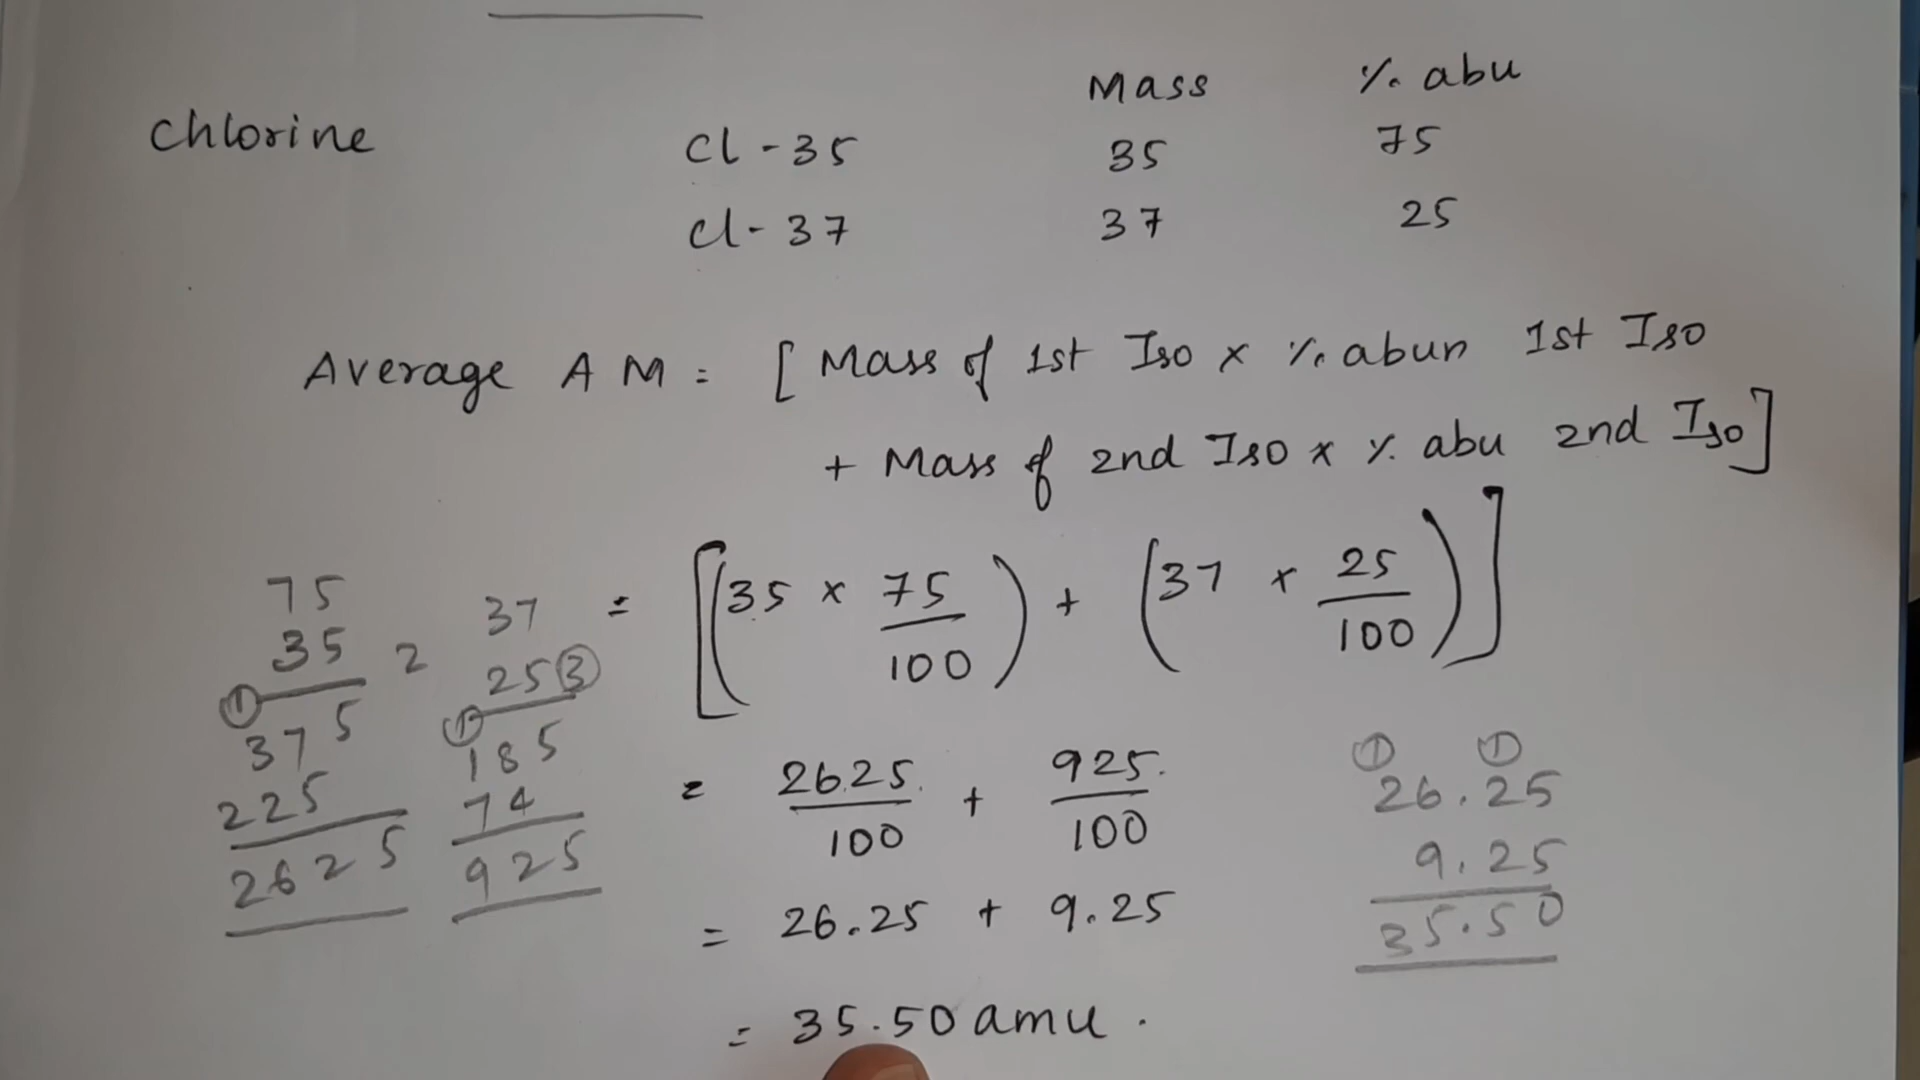 Mass % abu
Chlorine Cl - 35 35 75
Cl - 37 37 25
Average AM = [ Mass of 1st Iso x % abun 1st Iso
+ Mass of 2nd Iso x % abu 2nd Iso ]
= [ ( 35 x 75/100 ) + ( 37 x 25/100 ) ]
= 2625/100 + 925/100
= 26.25 + 9.25
= 35.50 amu.
75
35 2
①
375
225
2625
37
25 ③
①
185
74
925
① ①
26.25
9.25
35.50